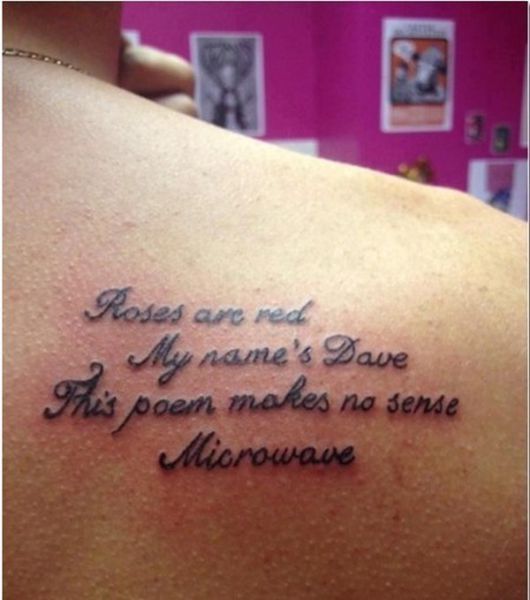 Roses are red
My name's Dave
This poem makes no sense
Microwave